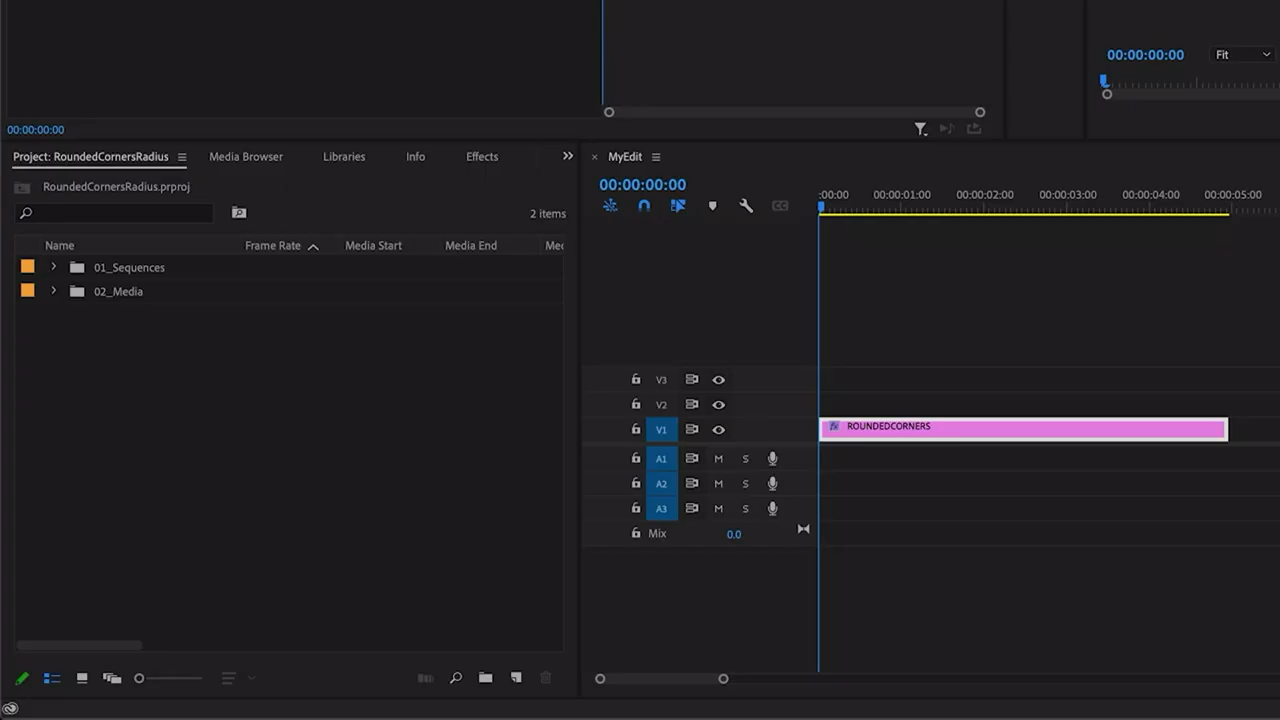 00:00:00:00 Fit
00:00:00:00
Project: RoundedCornersRadius Media Browser Libraries Info Effects
RoundedCornersRadius.prproj
2 items
Name Frame Rate Media Start Media End Med
01_Sequences
02_Media
MyEdit
00:00:00:00
:00:00 00:00:01:00 00:00:02:00 00:00:03:00 00:00:04:00 00:00:05:00
CC
V3
V2
V1 fx ROUNDEDCORNERS
A1 M S
A2 M S
A3 M S
Mix 0.0